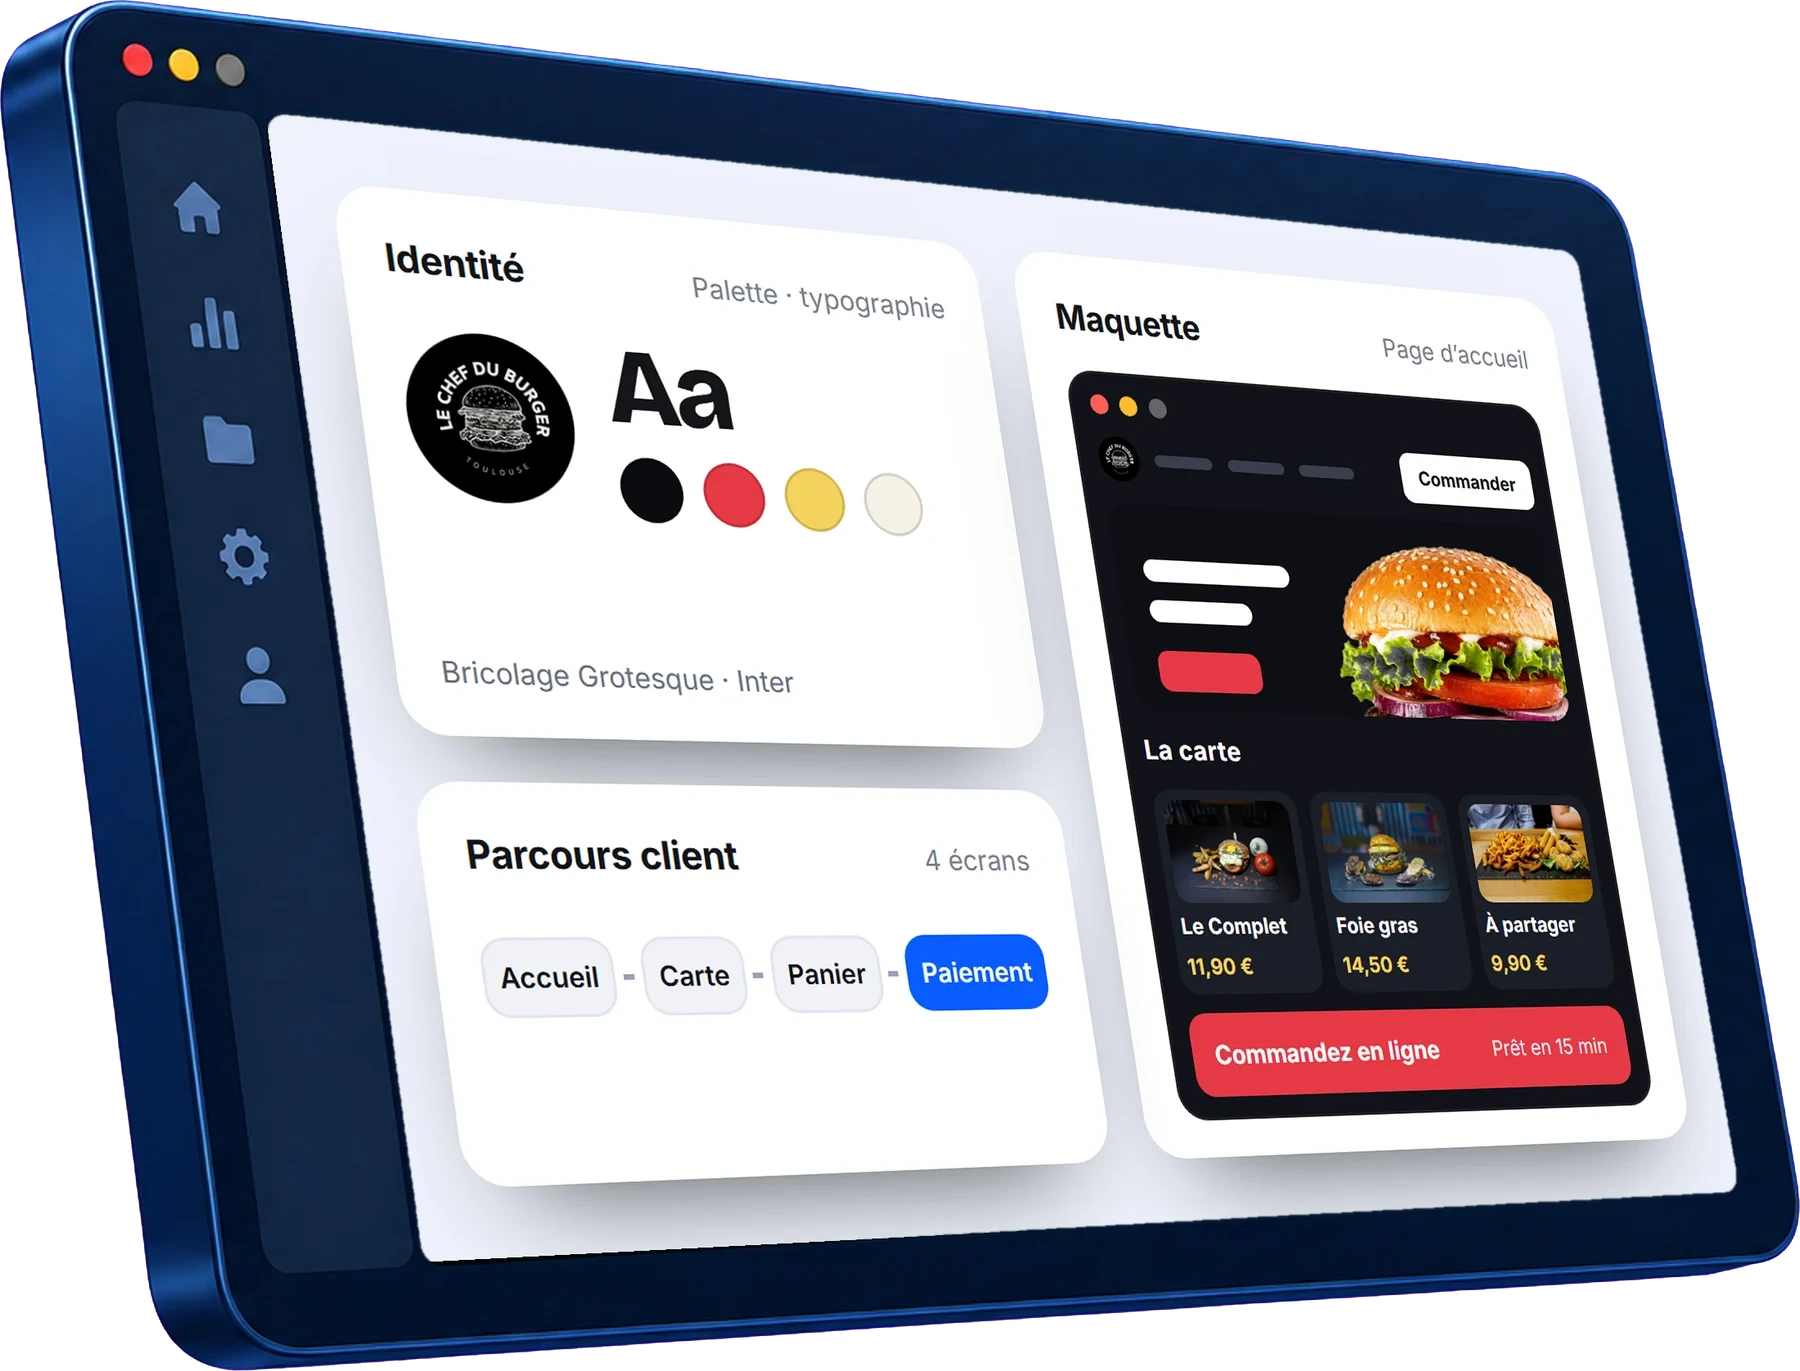 Identité
Palette · typographie
LE CHEF DU BURGER
TOULOUSE
Aa
Bricolage Grotesque · Inter
Parcours client
4 écrans
Accueil - Carte - Panier - Paiement
Maquette
Page d'accueil
Commander
La carte
Le Complet
11,90 €
Foie gras
14,50 €
À partager
9,90 €
Commandez en ligne
Prêt en 15 min